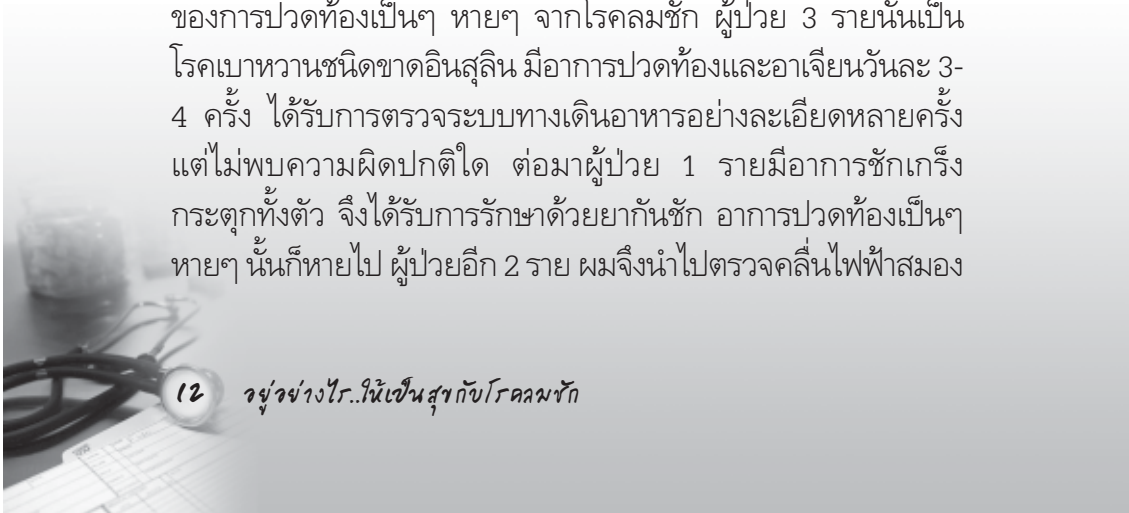 ของการปวดท้องเป็นๆ หายๆ จากโรคลมชัก ผู้ป่วย 3 รายนั้นเป็น
โรคเบาหวานชนิดขาดอินสุลิน มีอาการปวดท้องและอาเจียนวันละ 3-
4 ครั้ง ได้รับการตรวจระบบทางเดินอาหารอย่างละเอียดหลายครั้ง
แต่ไม่พบความผิดปกติใด ต่อมาผู้ป่วย 1 รายมีอาการชักเกร็ง
กระตุกทั้งตัว จึงได้รับการรักษาด้วยยากันชัก อาการปวดท้องเป็นๆ
หายๆ นั้นก็หายไป ผู้ป่วยอีก 2 ราย ผมจึงนำไปตรวจคลื่นไฟฟ้าสมอง
12 อยู่อย่างไร..ให้เป็นสุขกับโรคลมชัก